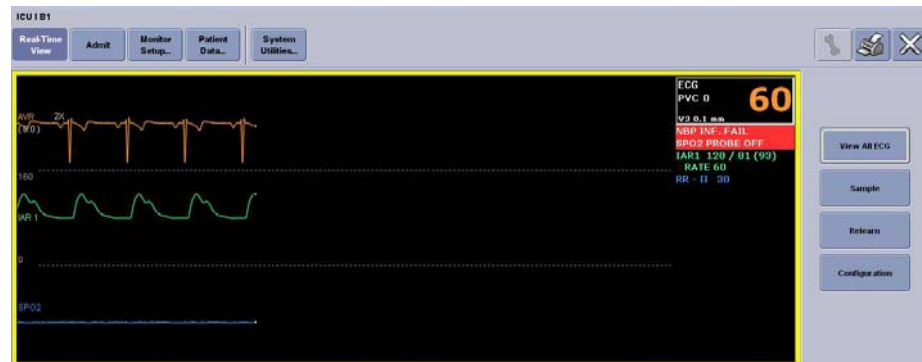 ICU I B1
Real-Time
View
Admit
Monitor
Setup...
Patient
Data...
System
Utilities...
AVR 2X
ECG
PVC 0
60
V3 0.1 mm
NBP INF. FAIL
SPO2 PROBE OFF
IAR1 120 / 81 (93)
RATE 60
RR - II 30
160
IAR 1
0
SPO2
View All ECG
Sample
Relearn
Configuration